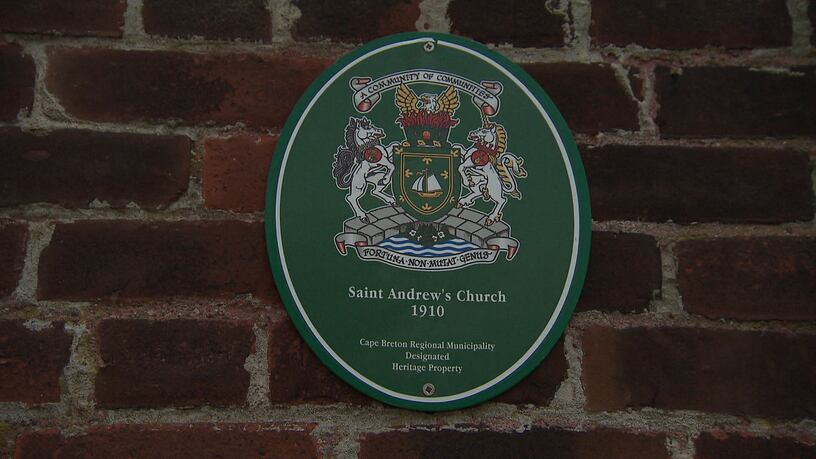 A COMMUNITY OF COMMUNITIES
FORTUNA·NON·MUTAT·GENUS
Saint Andrew's Church
1910
Cape Breton Regional Municipality
Designated
Heritage Property